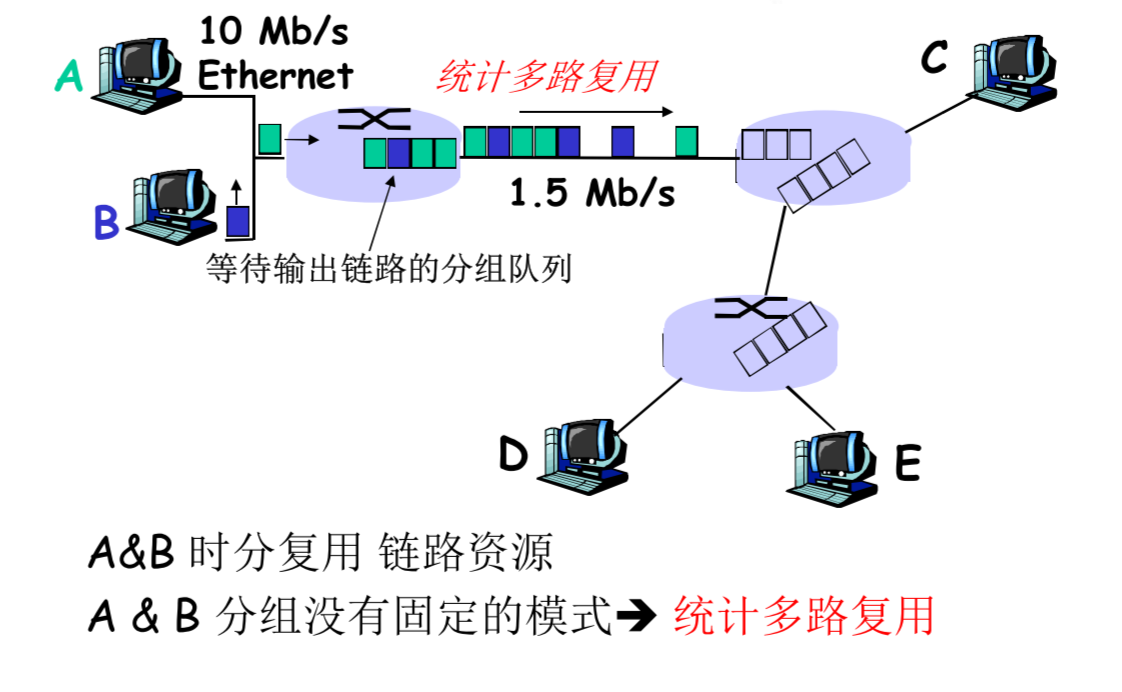 10 Mb/s
Ethernet
A
统计多路复用
C
B
1.5 Mb/s
等待输出链路的分组队列
D
E
A&B 时分复用 链路资源
A & B 分组没有固定的模式➔ 统计多路复用